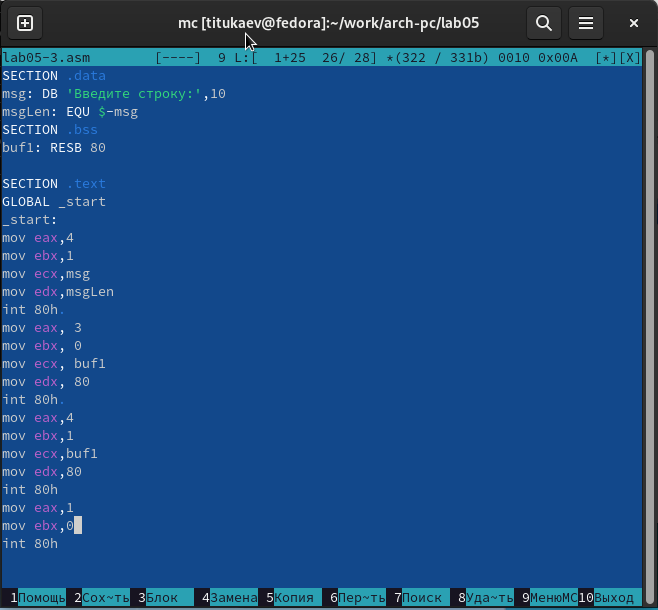 mc [titukaev@fedora]:~/work/arch-pc/lab05
lab05-3.asm [----] 9 L:[ 1+25 26/ 28] *(322 / 331b) 0010 0x00A [*][X]
SECTION .data
msg: DB 'Введите строку:',10
msgLen: EQU $-msg
SECTION .bss
buf1: RESB 80
SECTION .text
GLOBAL _start
_start:
mov eax,4
mov ebx,1
mov ecx,msg
mov edx,msgLen
int 80h.
mov eax, 3
mov ebx, 0
mov ecx, buf1
mov edx, 80
int 80h.
mov eax,4
mov ebx,1
mov ecx,buf1
mov edx,80
int 80h
mov eax,1
mov ebx,0
int 80h
1Помощь 2Сох~ть 3Блок 4Замена 5Копия 6Пер~ть 7Поиск 8Уда~ть 9МенюМС 10Выход